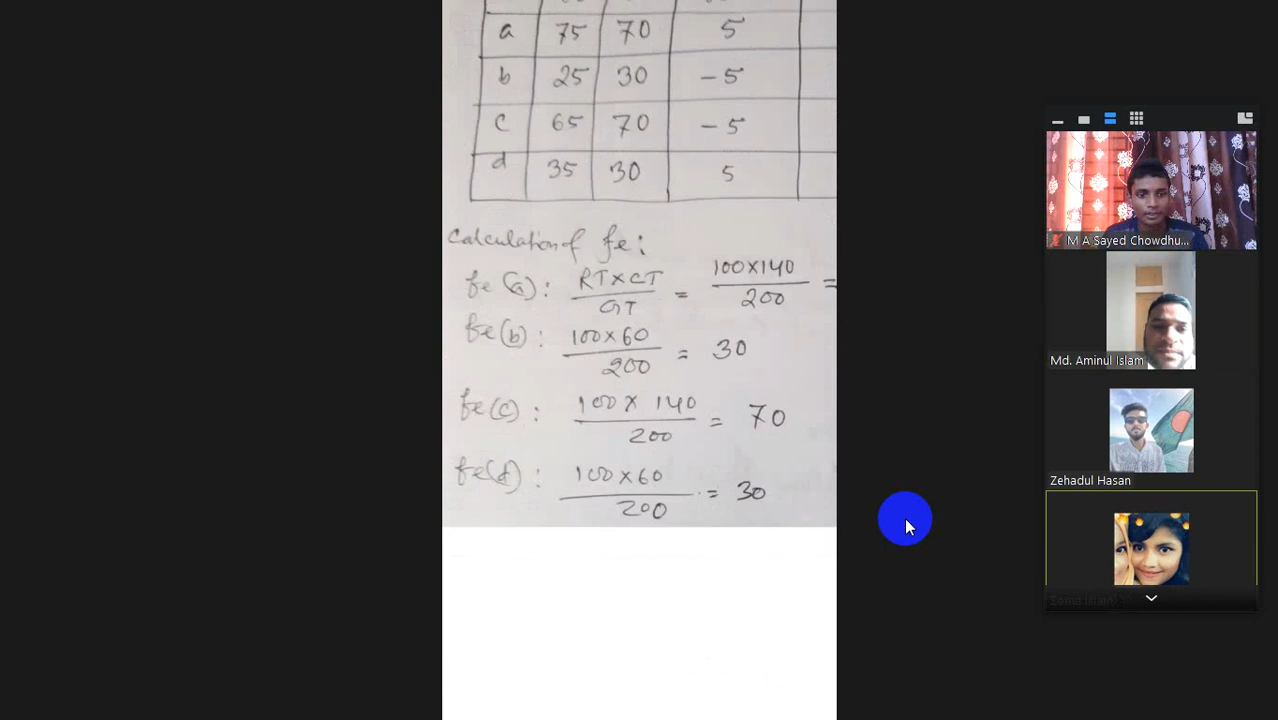 a 75 70 5
b 25 30 -5
c 65 70 -5
d 35 30 5
Calculation of fe:
fe(a): RT×CT / GT = 100×140 / 200 =
fe(b): 100×60 / 200 = 30
fe(c): 100×140 / 200 = 70
fe(d): 100×60 / 200 = 30
M A Sayed Chowdhu...
Md. Aminul Islam
Zehadul Hasan